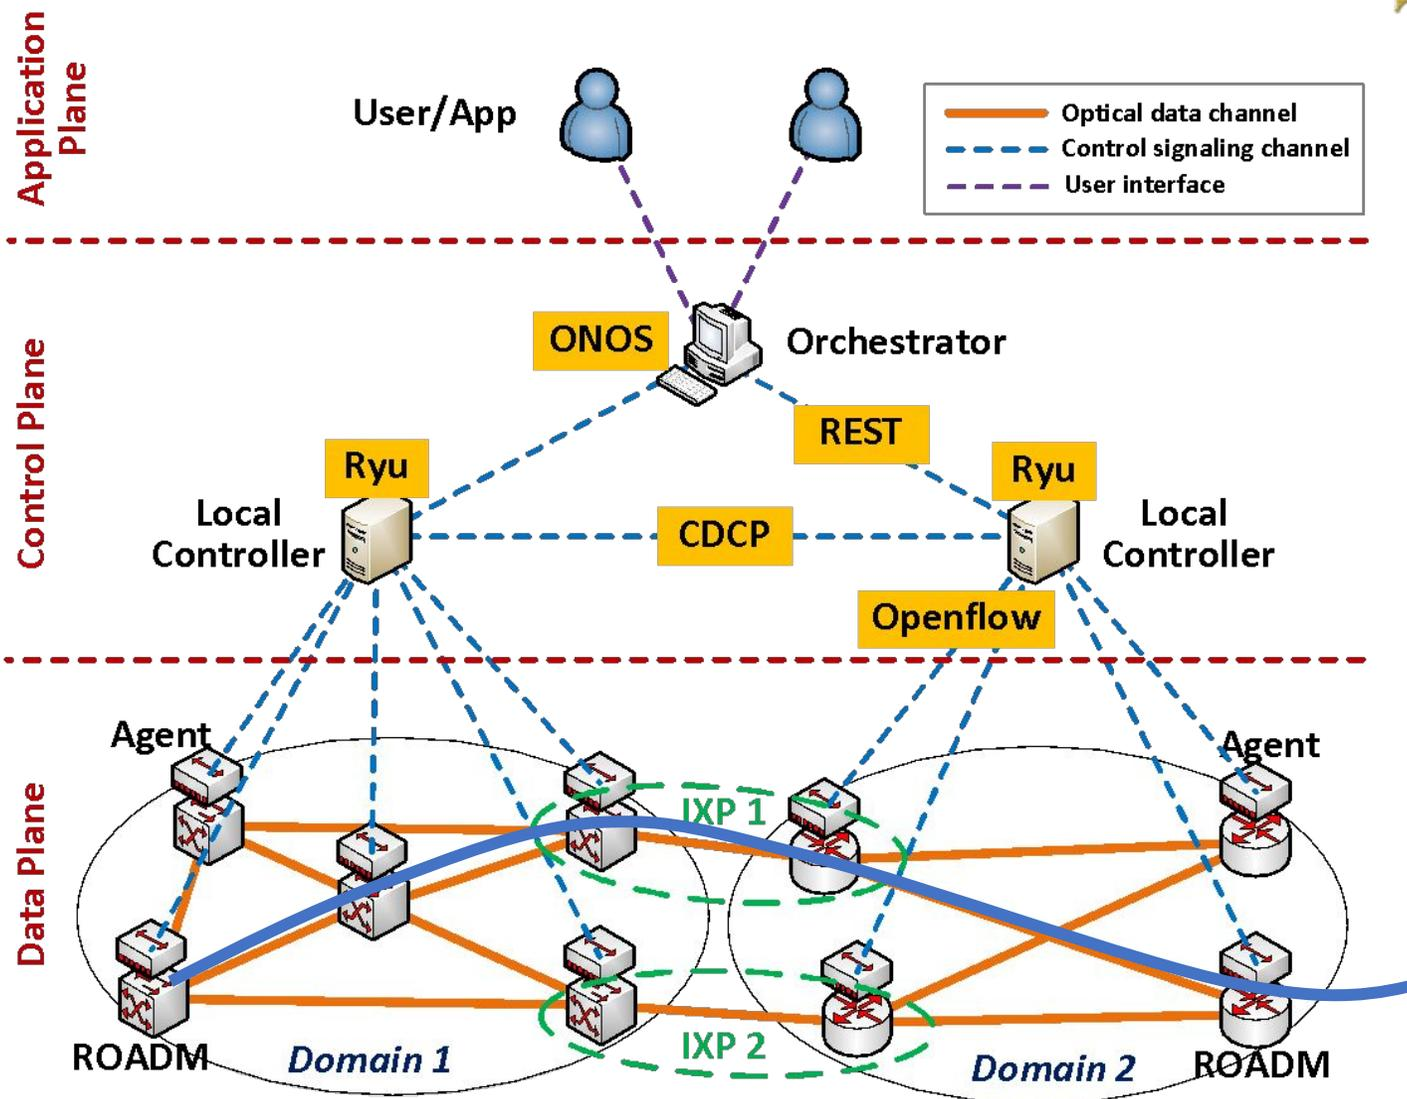 Application
Plane
User/App
Optical data channel
Control signaling channel
User interface
Control Plane
ONOS
Orchestrator
REST
Ryu
Ryu
Local
Controller
CDCP
Local
Controller
Openflow
Data Plane
Agent
Agent
IXP 1
IXP 2
ROADM
Domain 1
Domain 2
ROADM